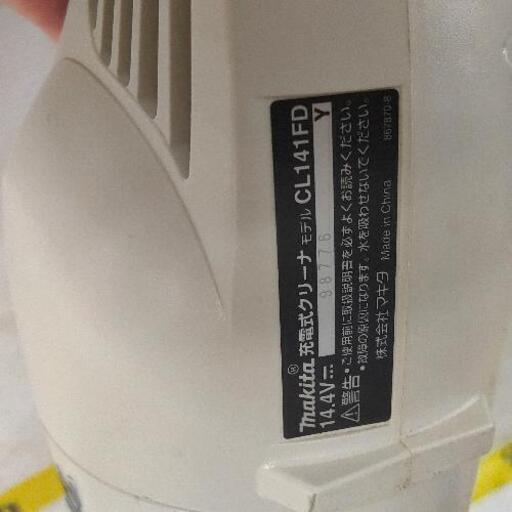 makita® 充電式クリーナ モデル CL141FD
14.4V 98776 Y
⚠警告・ご使用前に取扱説明書を必ずよくお読みください。
・故障の原因になります。水を吸わせないでください。
株式会社マキタ Made in China 867870-8